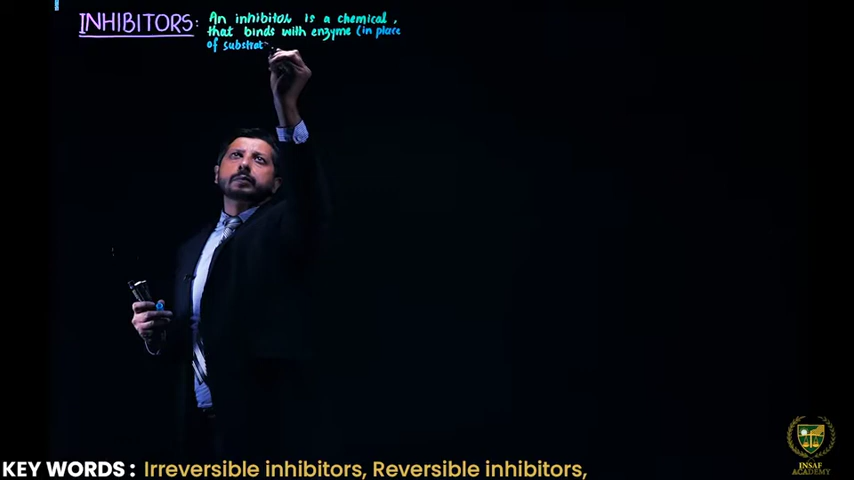 INHIBITORS: An inhibitor is a chemical,
that binds with enzyme (in place
of substrat
KEY WORDS : Irreversible inhibitors, Reversible inhibitors,
INSAF
ACADEMY